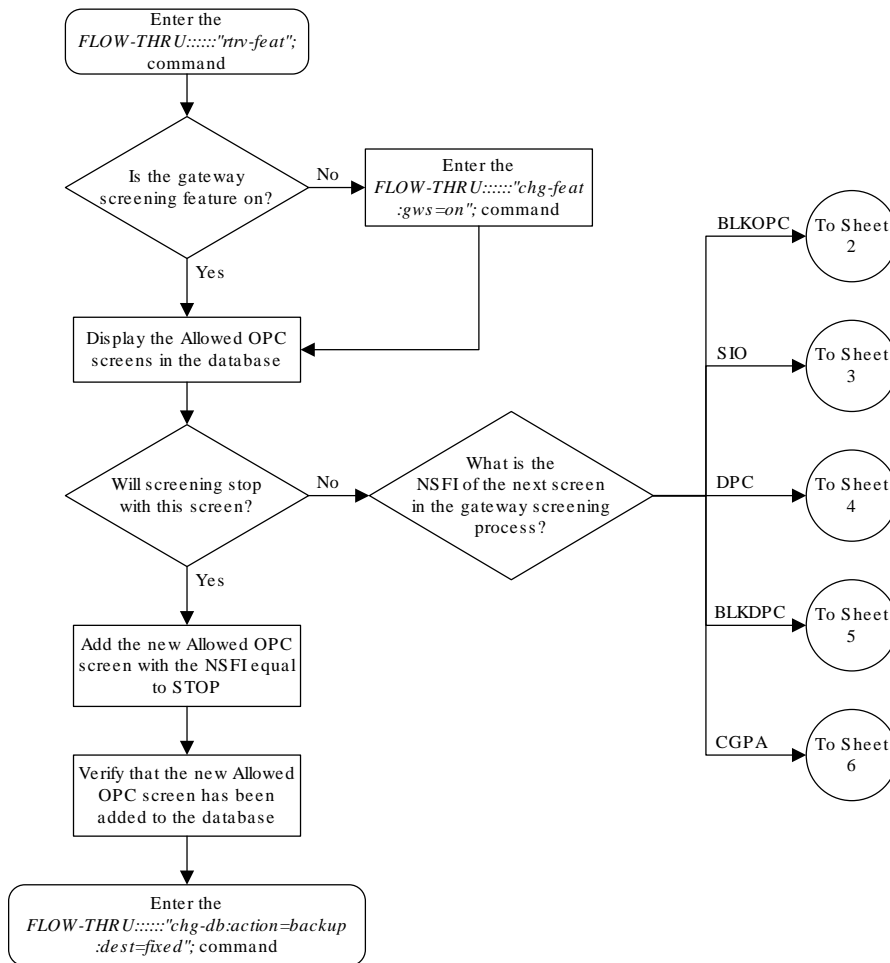 Enter the
FLOW-THRU::::::"rtrv-feat";
command
Is the gateway
screening feature on?
No
Enter the
FLOW-THRU::::::"chg-feat
:gws=on"; command
Yes
Display the Allowed OPC
screens in the database
Will screening stop
with this screen?
No
What is the
NSFI of the next screen
in the gateway screening
process?
BLKOPC
To Sheet
2
SIO
To Sheet
3
DPC
To Sheet
4
BLKDPC
To Sheet
5
CGPA
To Sheet
6
Yes
Add the new Allowed OPC
screen with the NSFI equal
to STOP
Verify that the new Allowed
OPC screen has been
added to the database
Enter the
FLOW-THRU::::::"chg-db:action=backup
:dest=fixed"; command